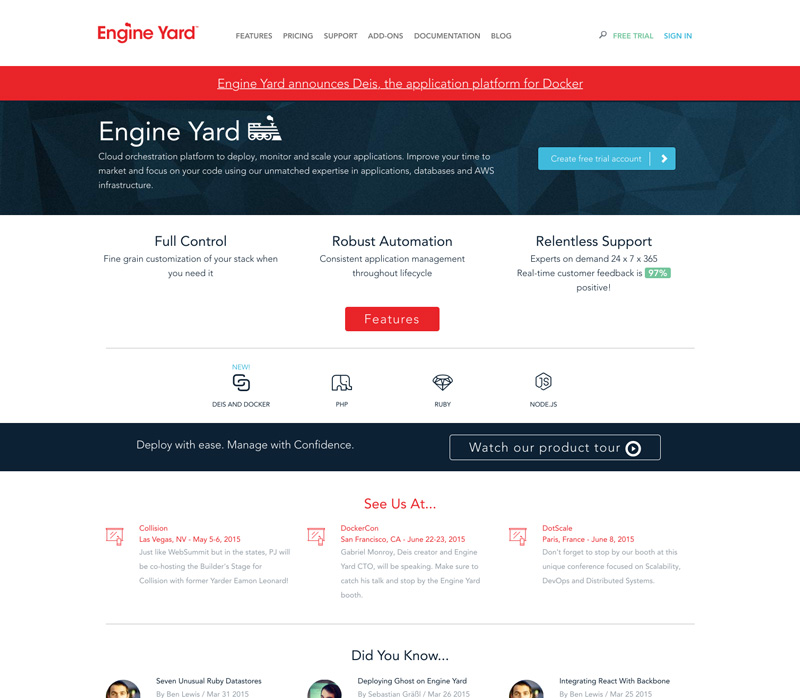 Engine Yard™
FEATURES PRICING SUPPORT ADD-ONS DOCUMENTATION BLOG
FREE TRIAL SIGN IN
Engine Yard announces Deis, the application platform for Docker
Engine Yard
Cloud orchestration platform to deploy, monitor and scale your applications. Improve your time to
market and focus on your code using our unmatched expertise in applications, databases and AWS
infrastructure.
Create free trial account
Full Control
Fine grain customization of your stack when
you need it
Robust Automation
Consistent application management
throughout lifecycle
Relentless Support
Experts on demand 24 x 7 x 365
Real-time customer feedback is 97%
positive!
Features
NEW!
DEIS AND DOCKER
PHP
RUBY
JS
NODE.JS
Deploy with ease. Manage with Confidence.
Watch our product tour
See Us At...
Collision
Las Vegas, NV - May 5-6, 2015
Just like WebSummit but in the states, PJ will
be co-hosting the Builder's Stage for
Collision with former Yarder Eamon Leonard!
DockerCon
San Francisco, CA - June 22-23, 2015
Gabriel Monroy, Deis creator and Engine
Yard CTO, will be speaking. Make sure to
catch his talk and stop by the Engine Yard
booth.
DotScale
Paris, France - June 8, 2015
Don't forget to stop by our booth at this
unique conference focused on Scalability,
DevOps and Distributed Systems.
Did You Know...
Seven Unusual Ruby Datastores
By Ben Lewis / Mar 31 2015
Deploying Ghost on Engine Yard
By Sebastian Gräßl / Mar 26 2015
Integrating React With Backbone
By Ben Lewis / Mar 25 2015